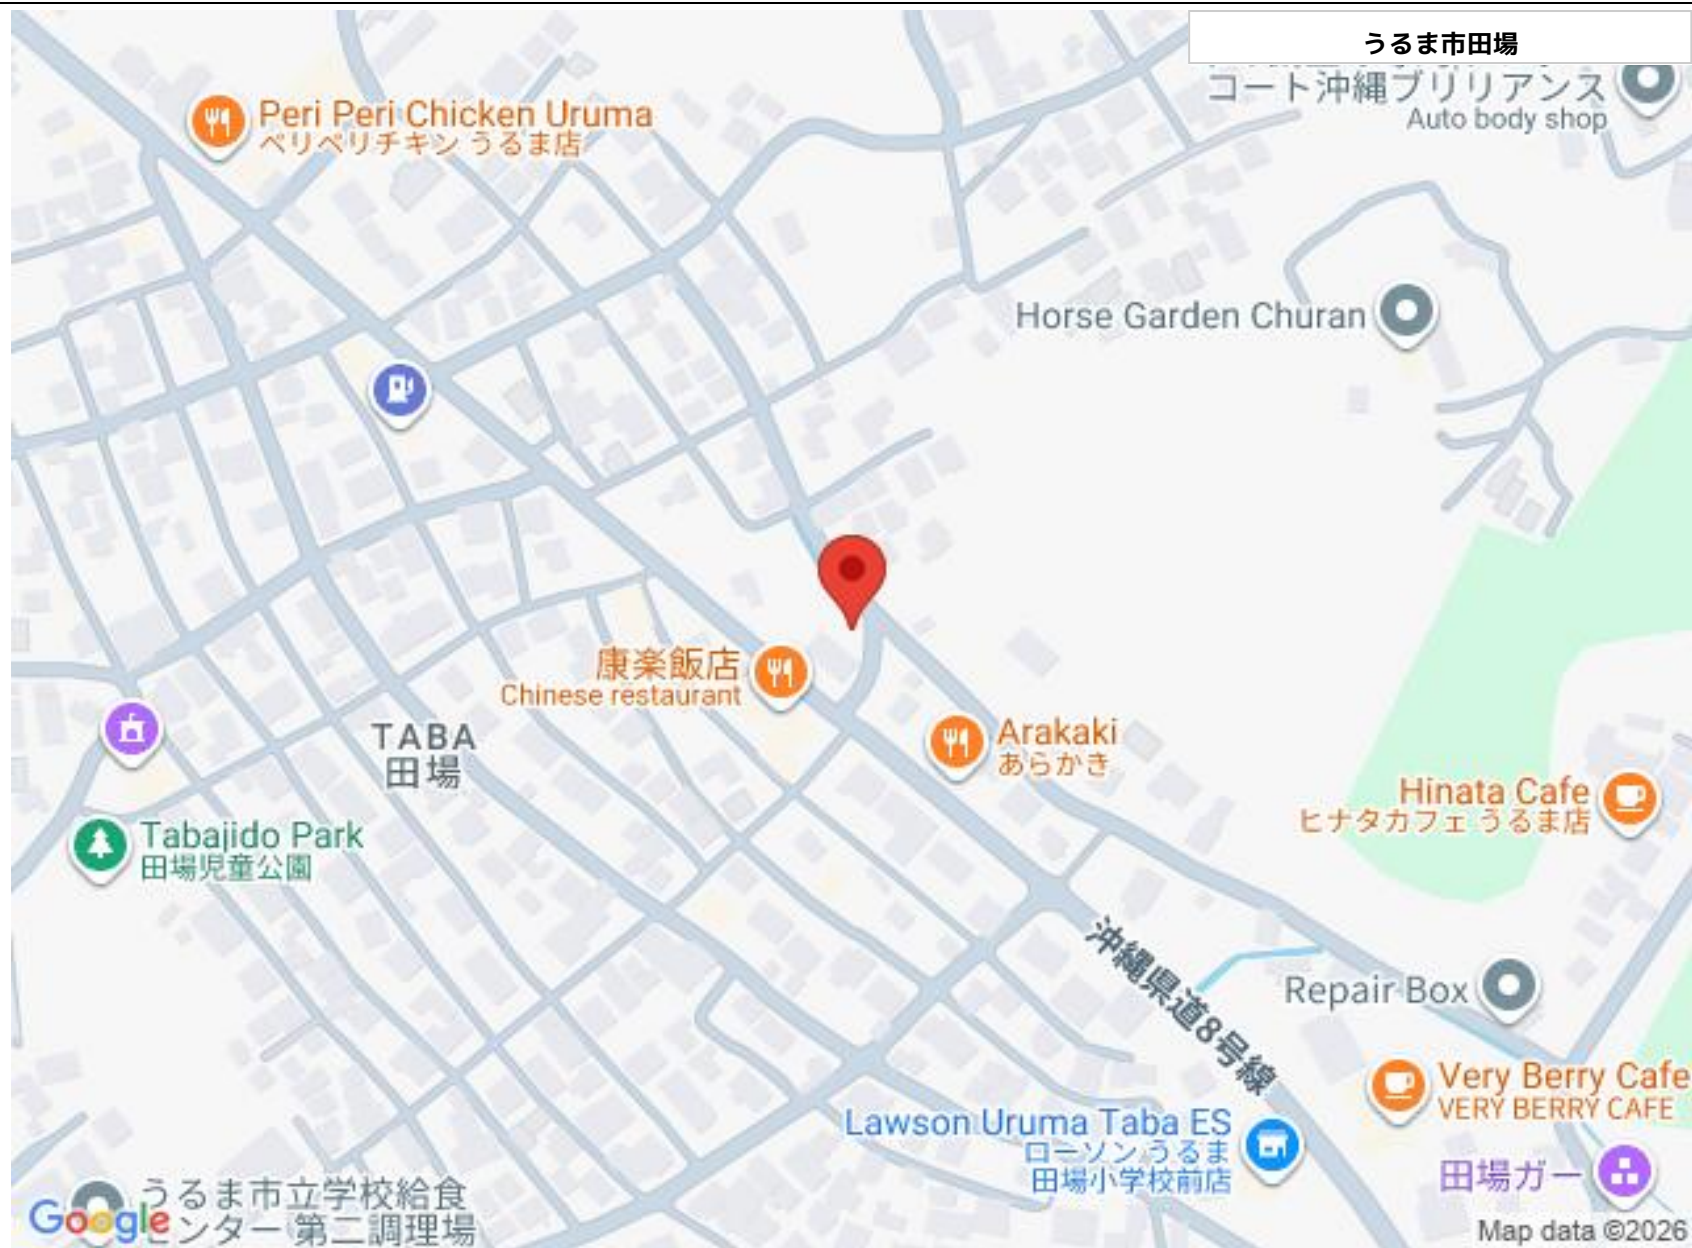 うるま市田場
コート沖縄ブリリアンス
Auto body shop
Peri Peri Chicken Uruma
ペリペリチキン うるま店
Horse Garden Churan
康楽飯店
Chinese restaurant
TABA
田場
Arakaki
あらかき
Hinata Cafe
ヒナタカフェ うるま店
Tabajido Park
田場児童公園
沖縄県道8号線
Repair Box
Very Berry Cafe
VERY BERRY CAFE
Lawson Uruma Taba ES
ローソン うるま
田場小学校前店
田場ガー
うるま市立学校給食
ンター 第二調理場
Google
Map data ©2026